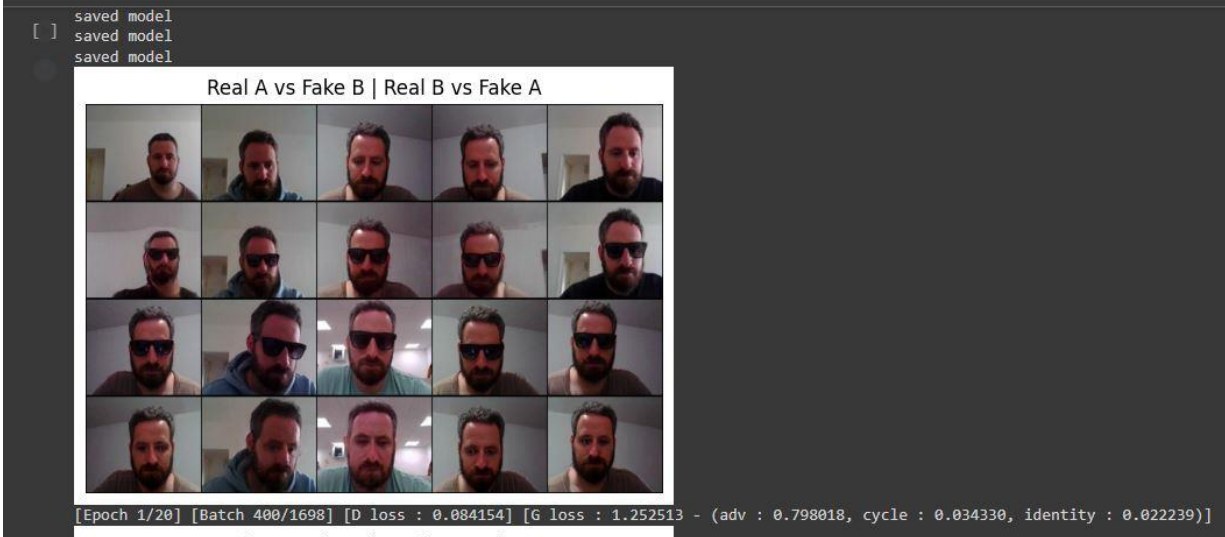 saved model
[ ] saved model
saved model
Real A vs Fake B | Real B vs Fake A
[Epoch 1/20] [Batch 400/1698] [D loss : 0.084154] [G loss : 1.252513 - (adv : 0.798018, cycle : 0.034330, identity : 0.022239)]